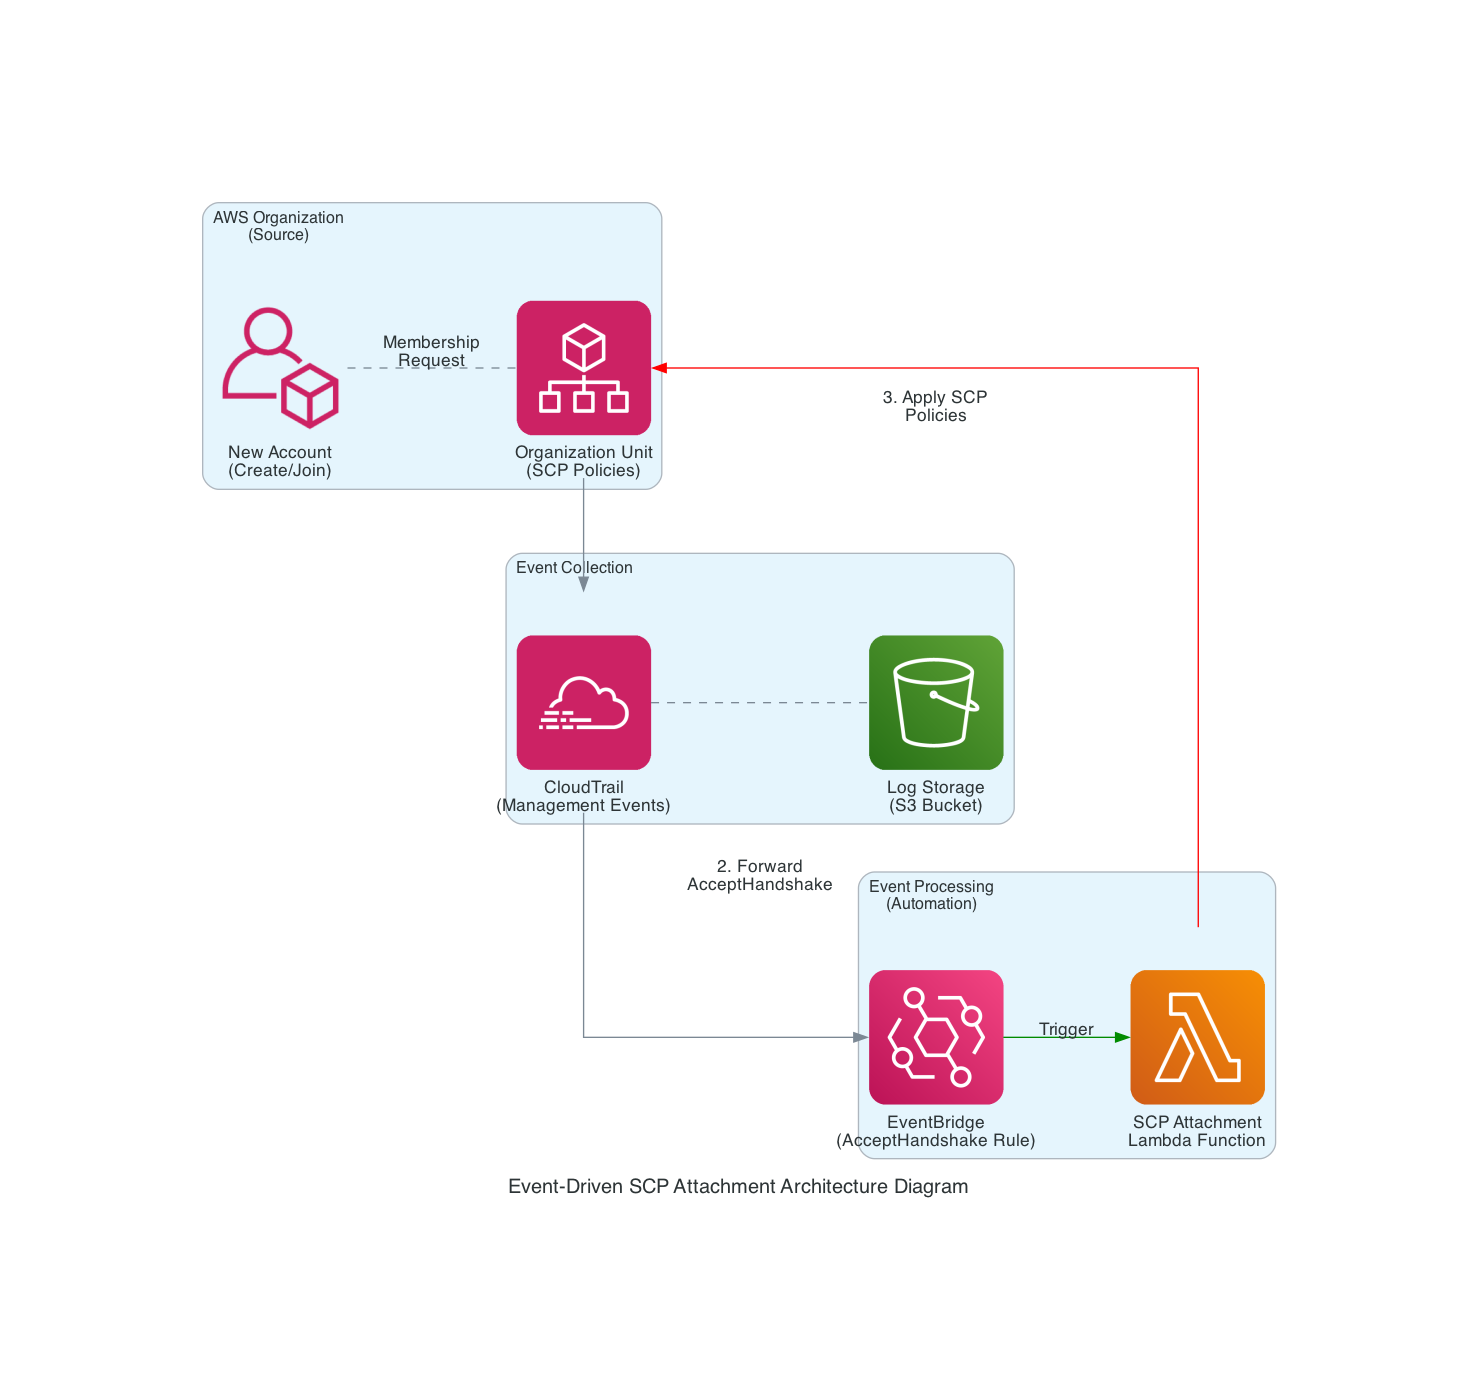 AWS Organization
(Source)
Membership
Request
New Account
(Create/Join)
Organization Unit
(SCP Policies)
3. Apply SCP
Policies
Event Collection
CloudTrail
(Management Events)
Log Storage
(S3 Bucket)
2. Forward
AcceptHandshake
Event Processing
(Automation)
Trigger
EventBridge
(AcceptHandshake Rule)
SCP Attachment
Lambda Function
Event-Driven SCP Attachment Architecture Diagram